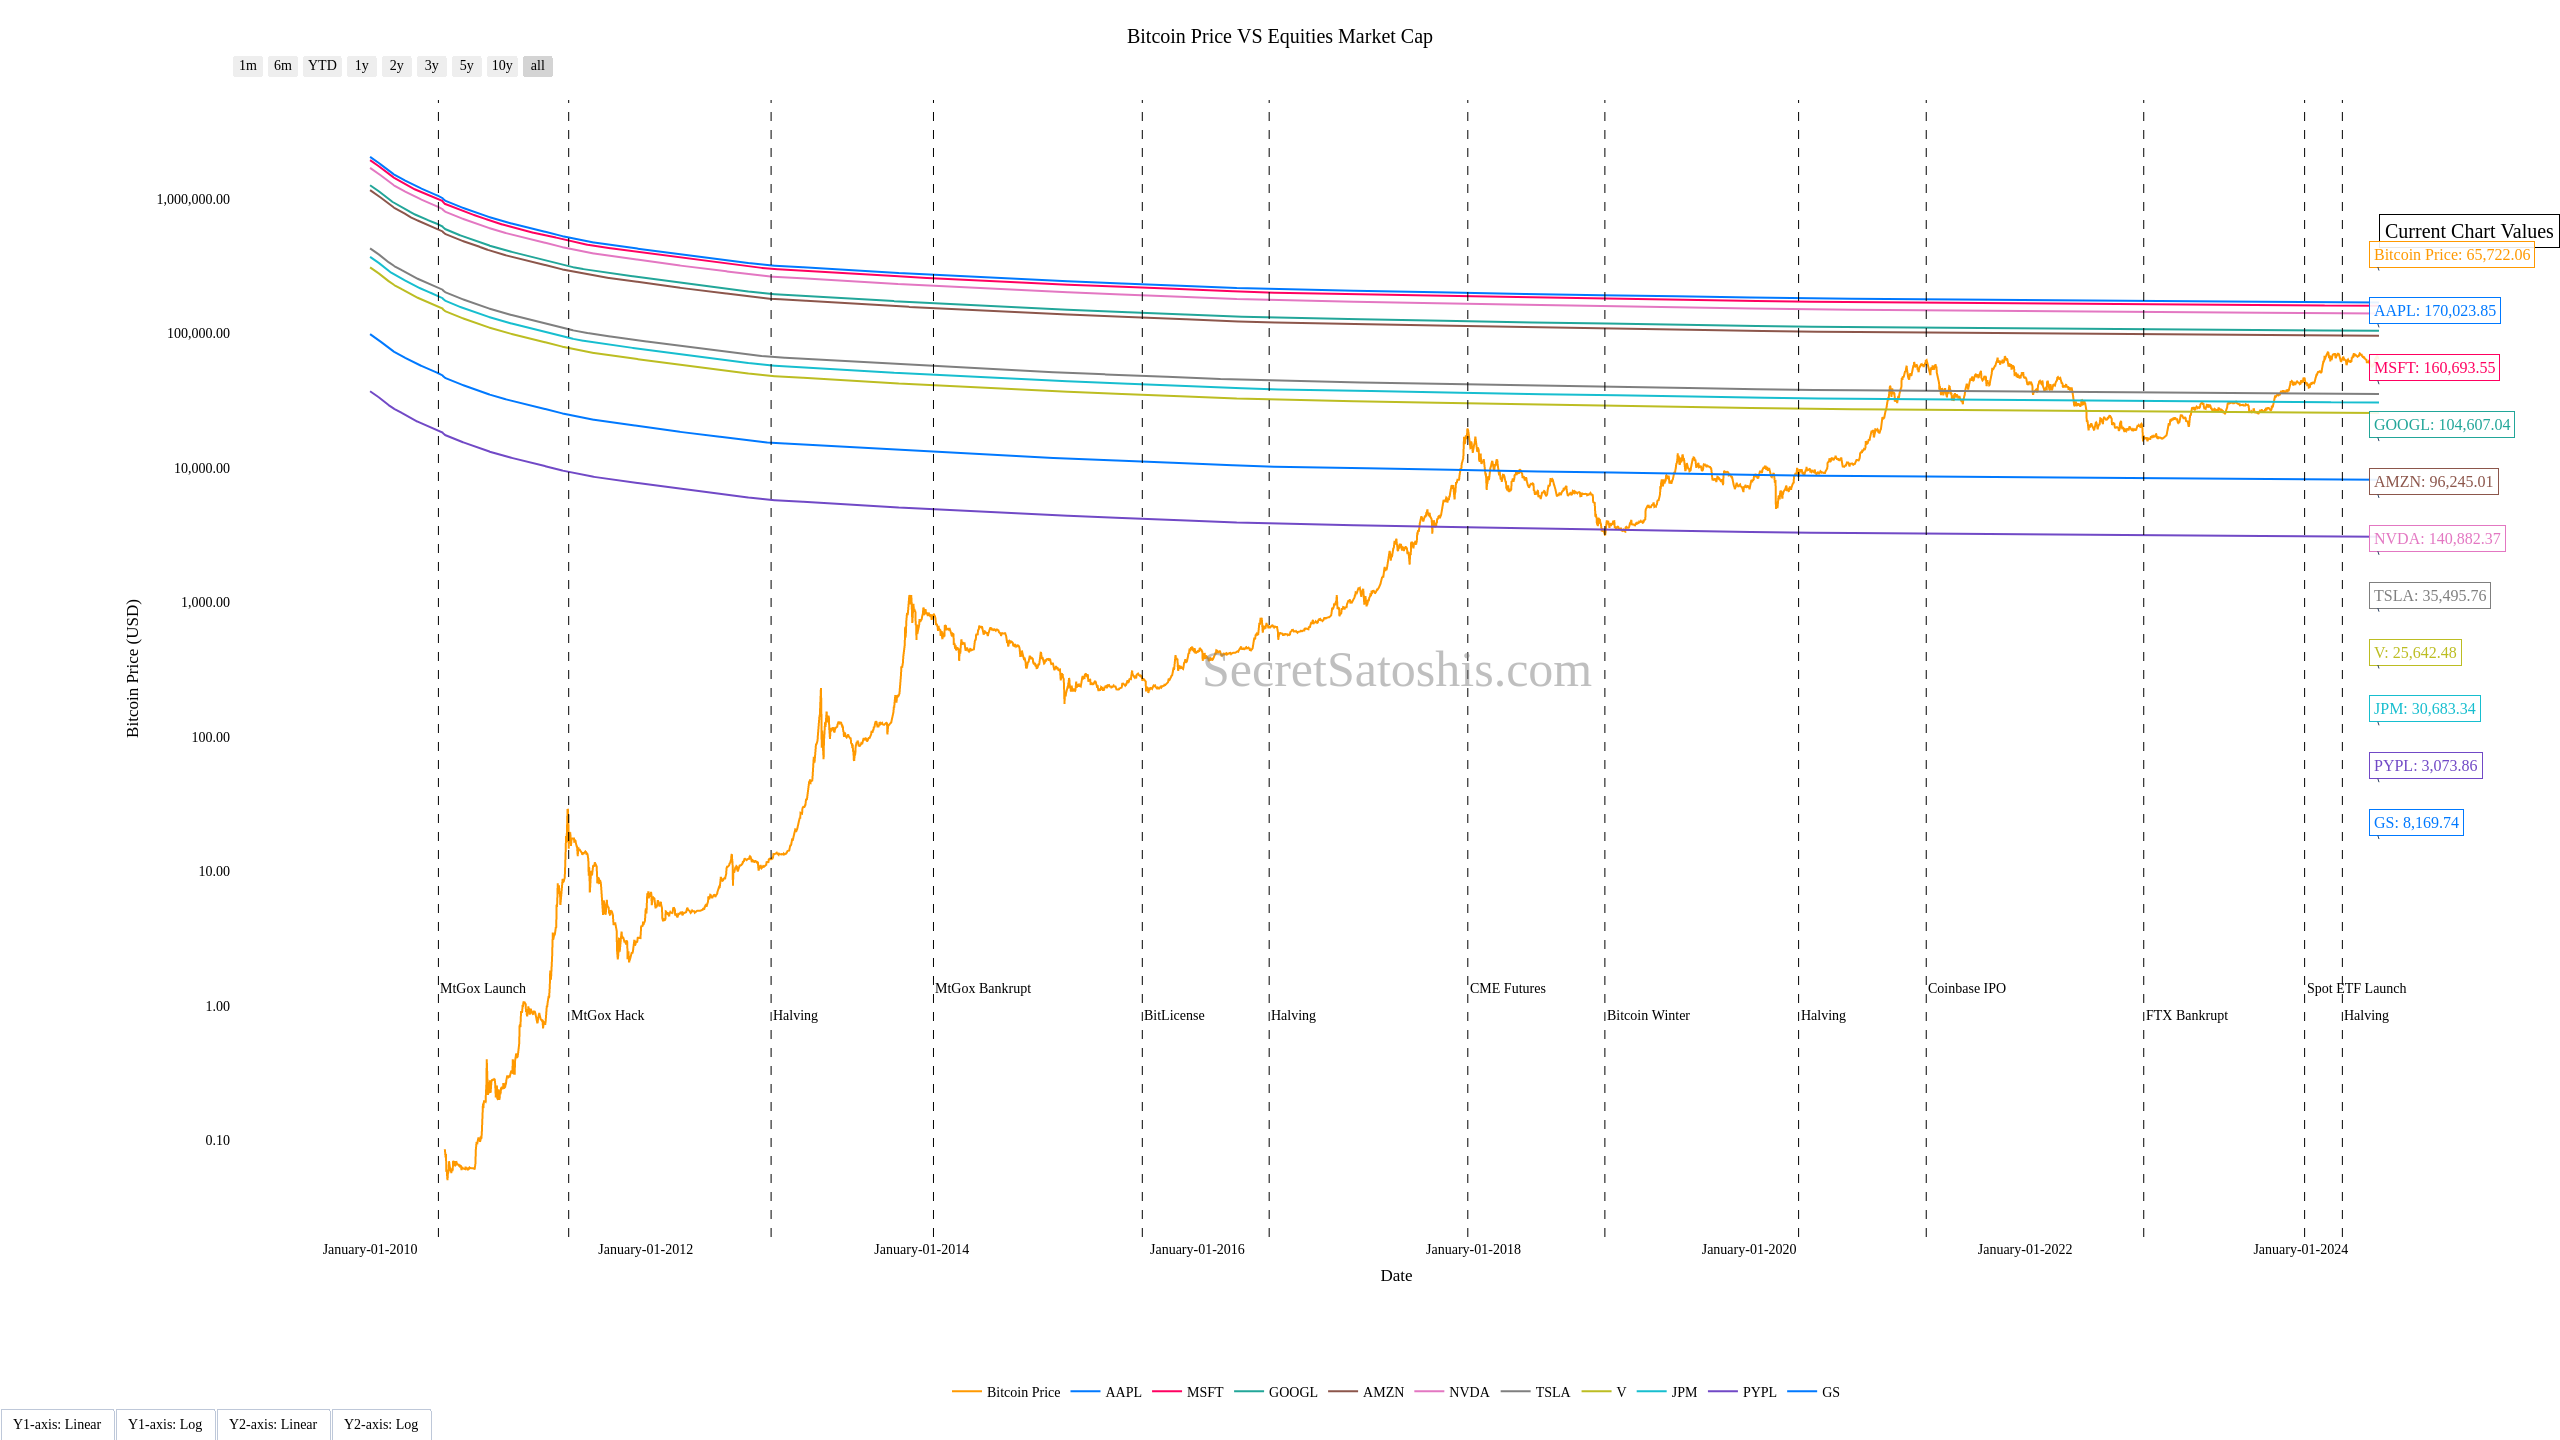 Bitcoin Price VS Equities Market Cap
1m 6m YTD 1y 2y 3y 5y 10y all
1,000,000.00
100,000.00
10,000.00
1,000.00
100.00
10.00
1.00
0.10
Bitcoin Price (USD)
Current Chart Values
Bitcoin Price: 65,722.06
AAPL: 170,023.85
MSFT: 160,693.55
GOOGL: 104,607.04
AMZN: 96,245.01
NVDA: 140,882.37
TSLA: 35,495.76
V: 25,642.48
JPM: 30,683.34
PYPL: 3,073.86
GS: 8,169.74
SecretSatoshis.com
MtGox Launch
MtGox Hack
Halving
MtGox Bankrupt
BitLicense
Halving
CME Futures
Bitcoin Winter
Halving
Coinbase IPO
FTX Bankrupt
Spot ETF Launch
Halving
January-01-2010 January-01-2012 January-01-2014 January-01-2016 January-01-2018 January-01-2020 January-01-2022 January-01-2024
Date
Bitcoin Price AAPL MSFT GOOGL AMZN NVDA TSLA V JPM PYPL GS
Y1-axis: Linear Y1-axis: Log Y2-axis: Linear Y2-axis: Log